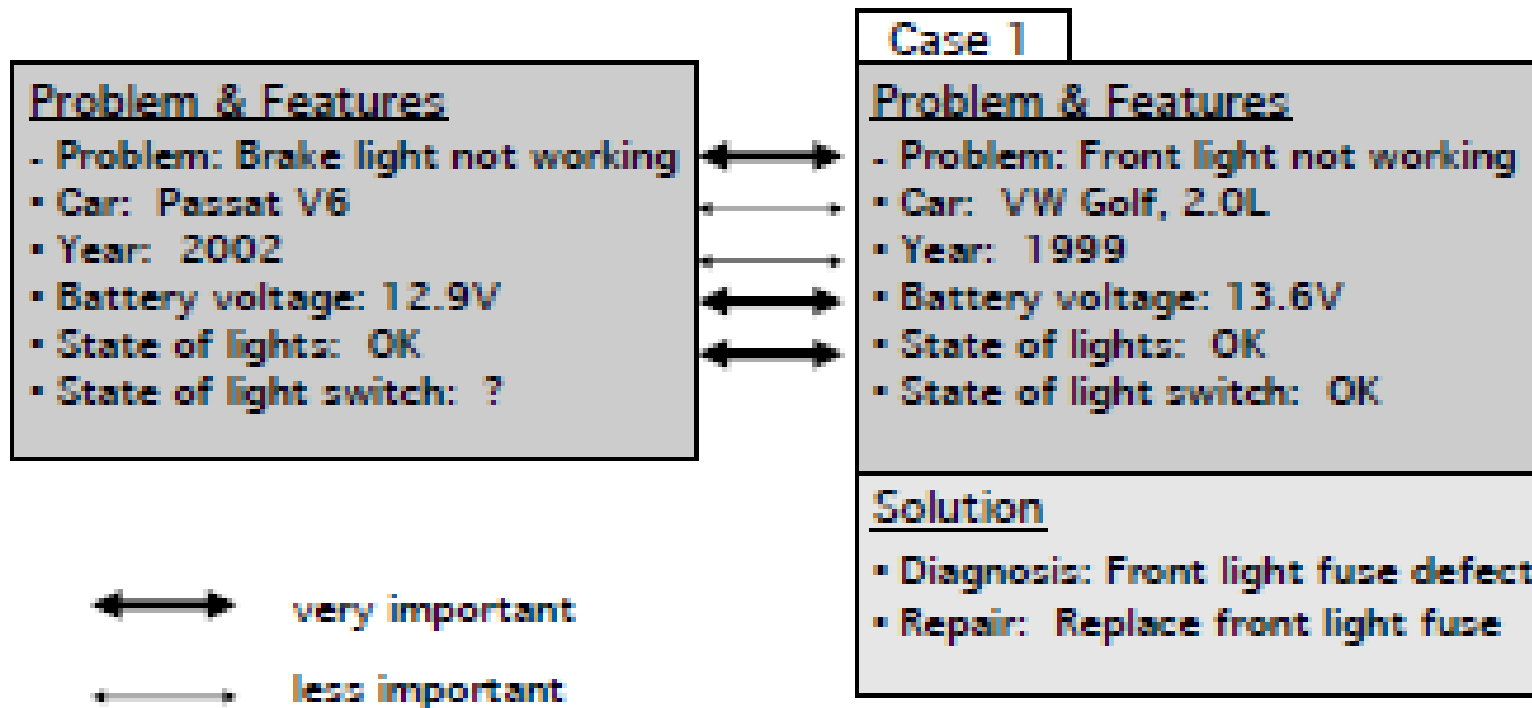 Case 1
Problem & Features
- Problem: Brake light not working
• Car: Passat V6
• Year: 2002
• Battery voltage: 12.9V
• State of lights: OK
• State of light switch: ?
Problem & Features
- Problem: Front light not working
• Car: VW Golf, 2.0L
• Year: 1999
• Battery voltage: 13.6V
• State of lights: OK
• State of light switch: OK
Solution
• Diagnosis: Front light fuse defect
• Repair: Replace front light fuse
very important
less important